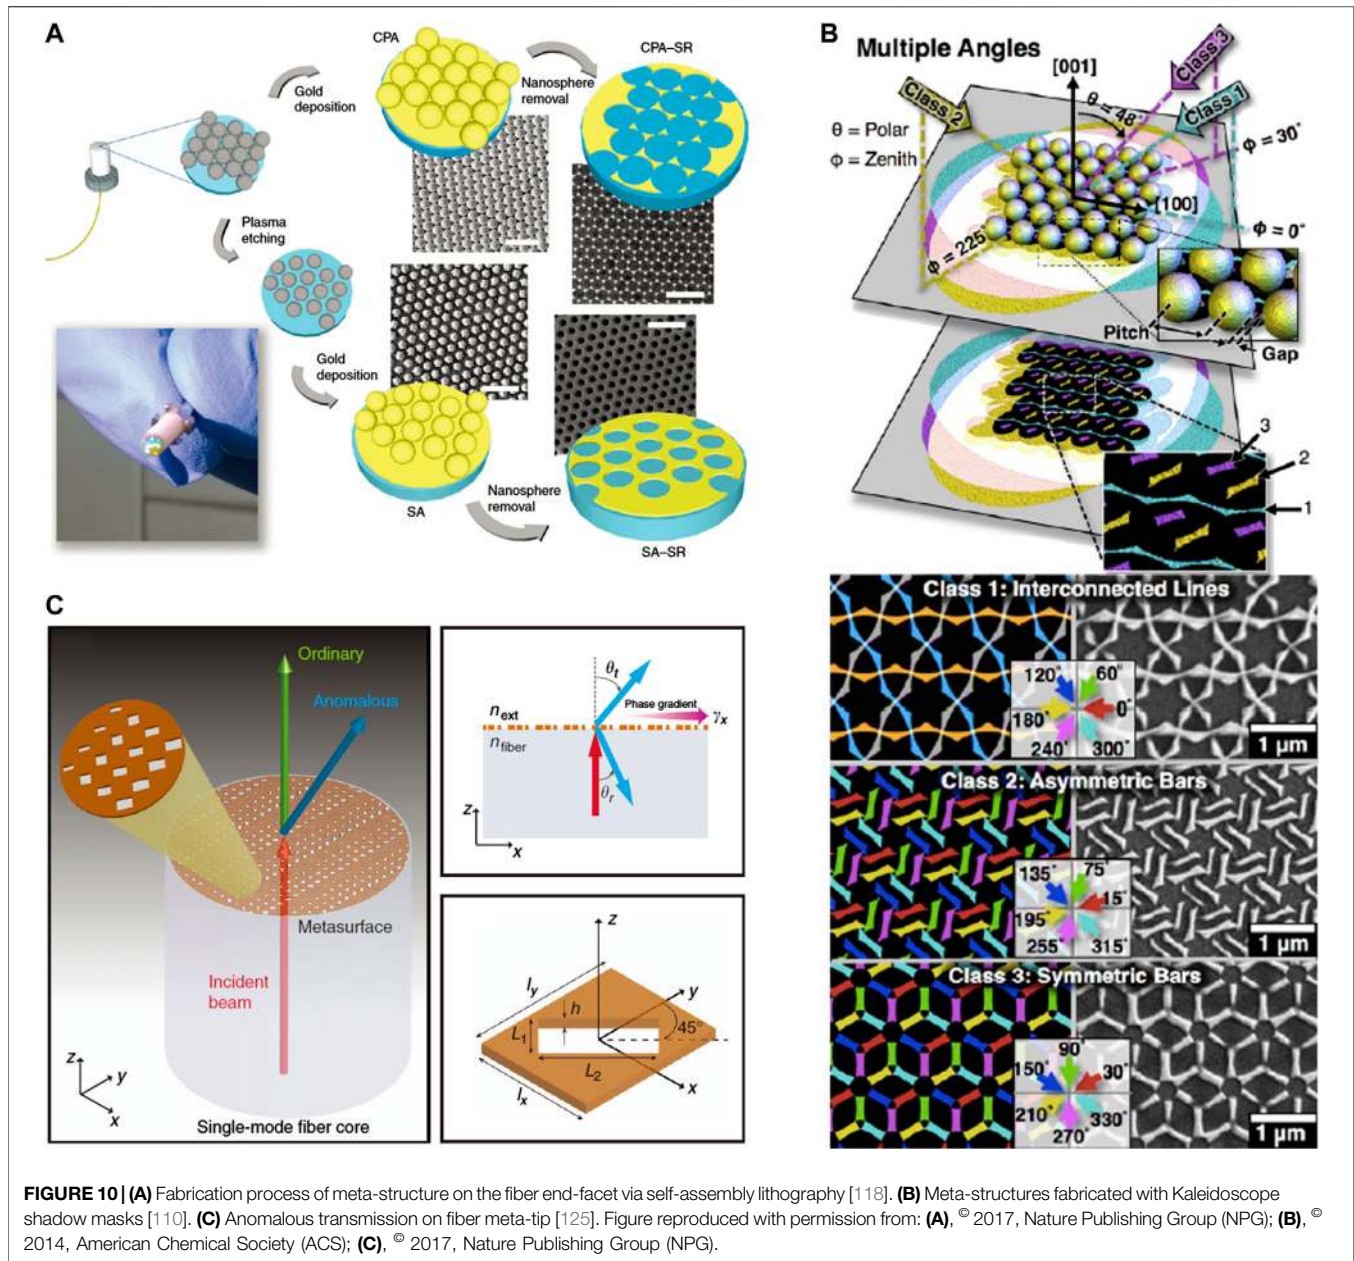 A
CPA
CPA–SR
Gold
deposition
Nanosphere
removal
Plasma
etching
Gold
deposition
SA
Nanosphere
removal
SA–SR
B
Multiple Angles
[001]
Class 3
Class 1
Class 2
θ = 48°
θ = Polar
ϕ = Zenith
ϕ = 30°
[100]
ϕ = 0°
ϕ = 225°
Pitch
Gap
3
2
1
Class 1: Interconnected Lines
120°
60°
180°
0°
240°
300°
1 µm
Class 2: Asymmetric Bars
135°
75°
15°
195°
255°
315°
1 µm
Class 3: Symmetric Bars
90°
150°
30°
210°
330°
270°
1 µm
C
Ordinary
Anomalous
Metasurface
Incident
beam
z
y
x
Single-mode fiber core
θt
next
Phase gradient
γx
nfiber
θr
z
x
z
ly
y
h
45°
L1
L2
lx
x
FIGURE 10 | (A) Fabrication process of meta-structure on the fiber end-facet via self-assembly lithography [118]. (B) Meta-structures fabricated with Kaleidoscope
shadow masks [110]. (C) Anomalous transmission on fiber meta-tip [125]. Figure reproduced with permission from: (A), © 2017, Nature Publishing Group (NPG); (B), ©
2014, American Chemical Society (ACS); (C), © 2017, Nature Publishing Group (NPG).